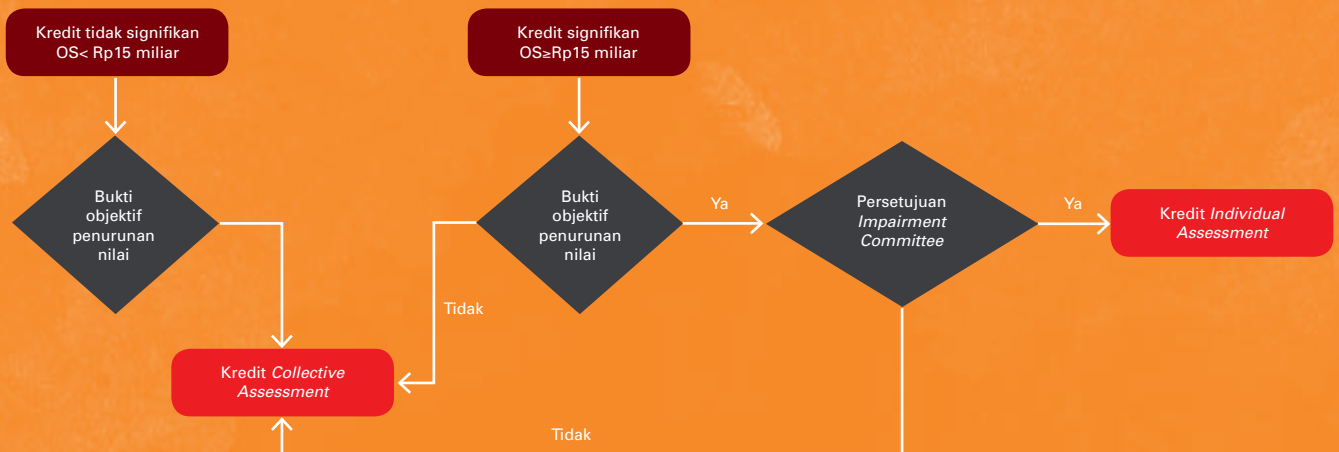 Kredit tidak signifikan
OS< Rp15 miliar
Kredit signifikan
OS≥Rp15 miliar
Bukti
objektif
penurunan
nilai
Bukti
objektif
penurunan
nilai
Ya
Persetujuan
Impairment
Committee
Ya
Kredit Individual
Assessment
Tidak
Kredit Collective
Assessment
Tidak